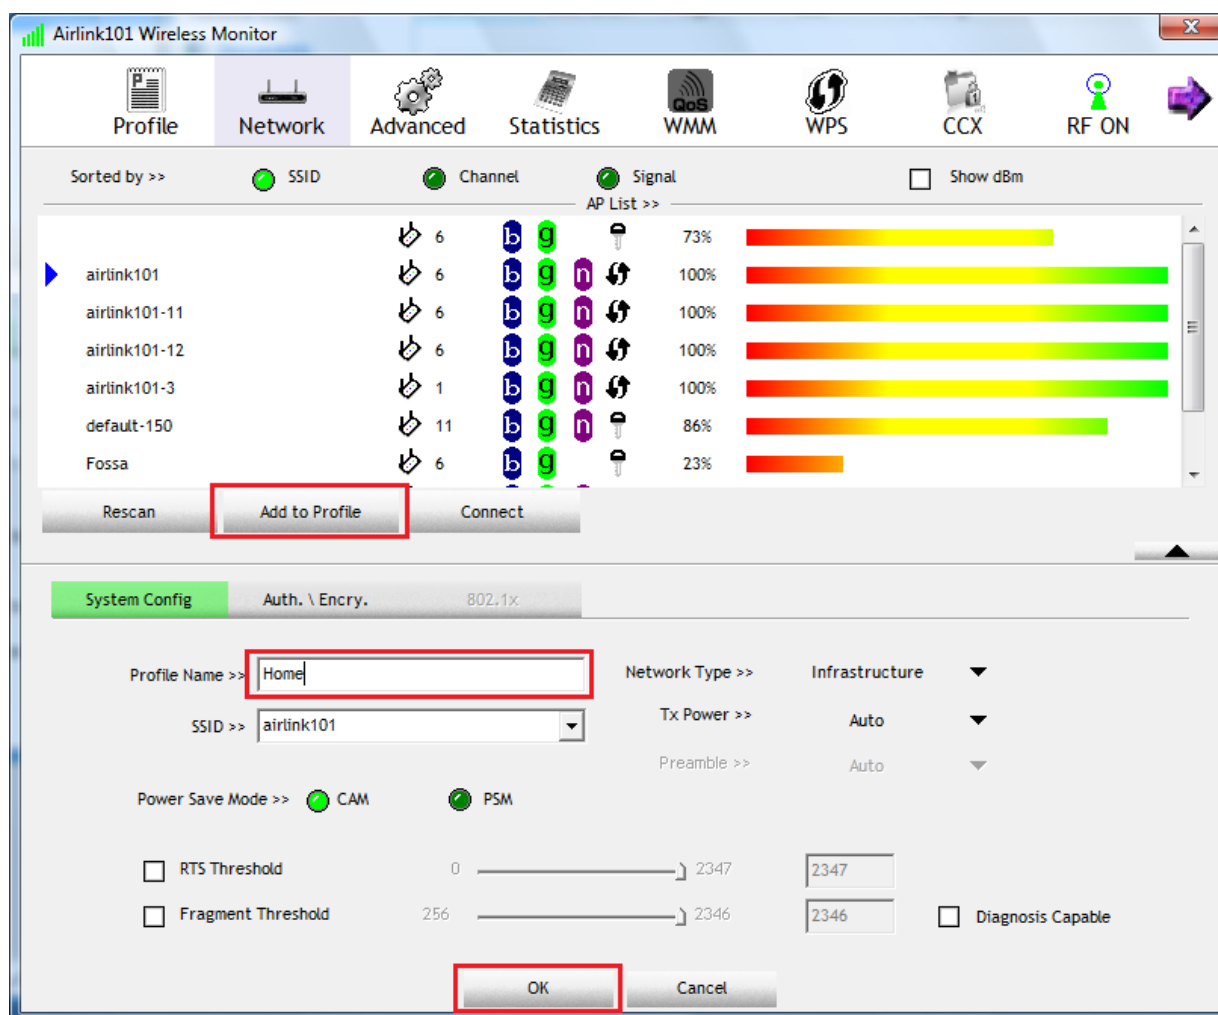 Airlink101 Wireless Monitor
Profile Network Advanced Statistics QoS WMM WPS CCX RF ON
Sorted by >> SSID Channel Signal Show dBm
AP List >>
6 b g 73%
airlink101 6 b g n 100%
airlink101-11 6 b g n 100%
airlink101-12 6 b g n 100%
airlink101-3 1 b g n 100%
default-150 11 b g n 86%
Fossa 6 b g 23%
Rescan Add to Profile Connect
System Config Auth. \ Encry. 802.1x
Profile Name >> Home Network Type >> Infrastructure
SSID >> airlink101 Tx Power >> Auto
Preamble >> Auto
Power Save Mode >> CAM PSM
RTS Threshold 0 2347 2347
Fragment Threshold 256 2346 2346 Diagnosis Capable
OK Cancel